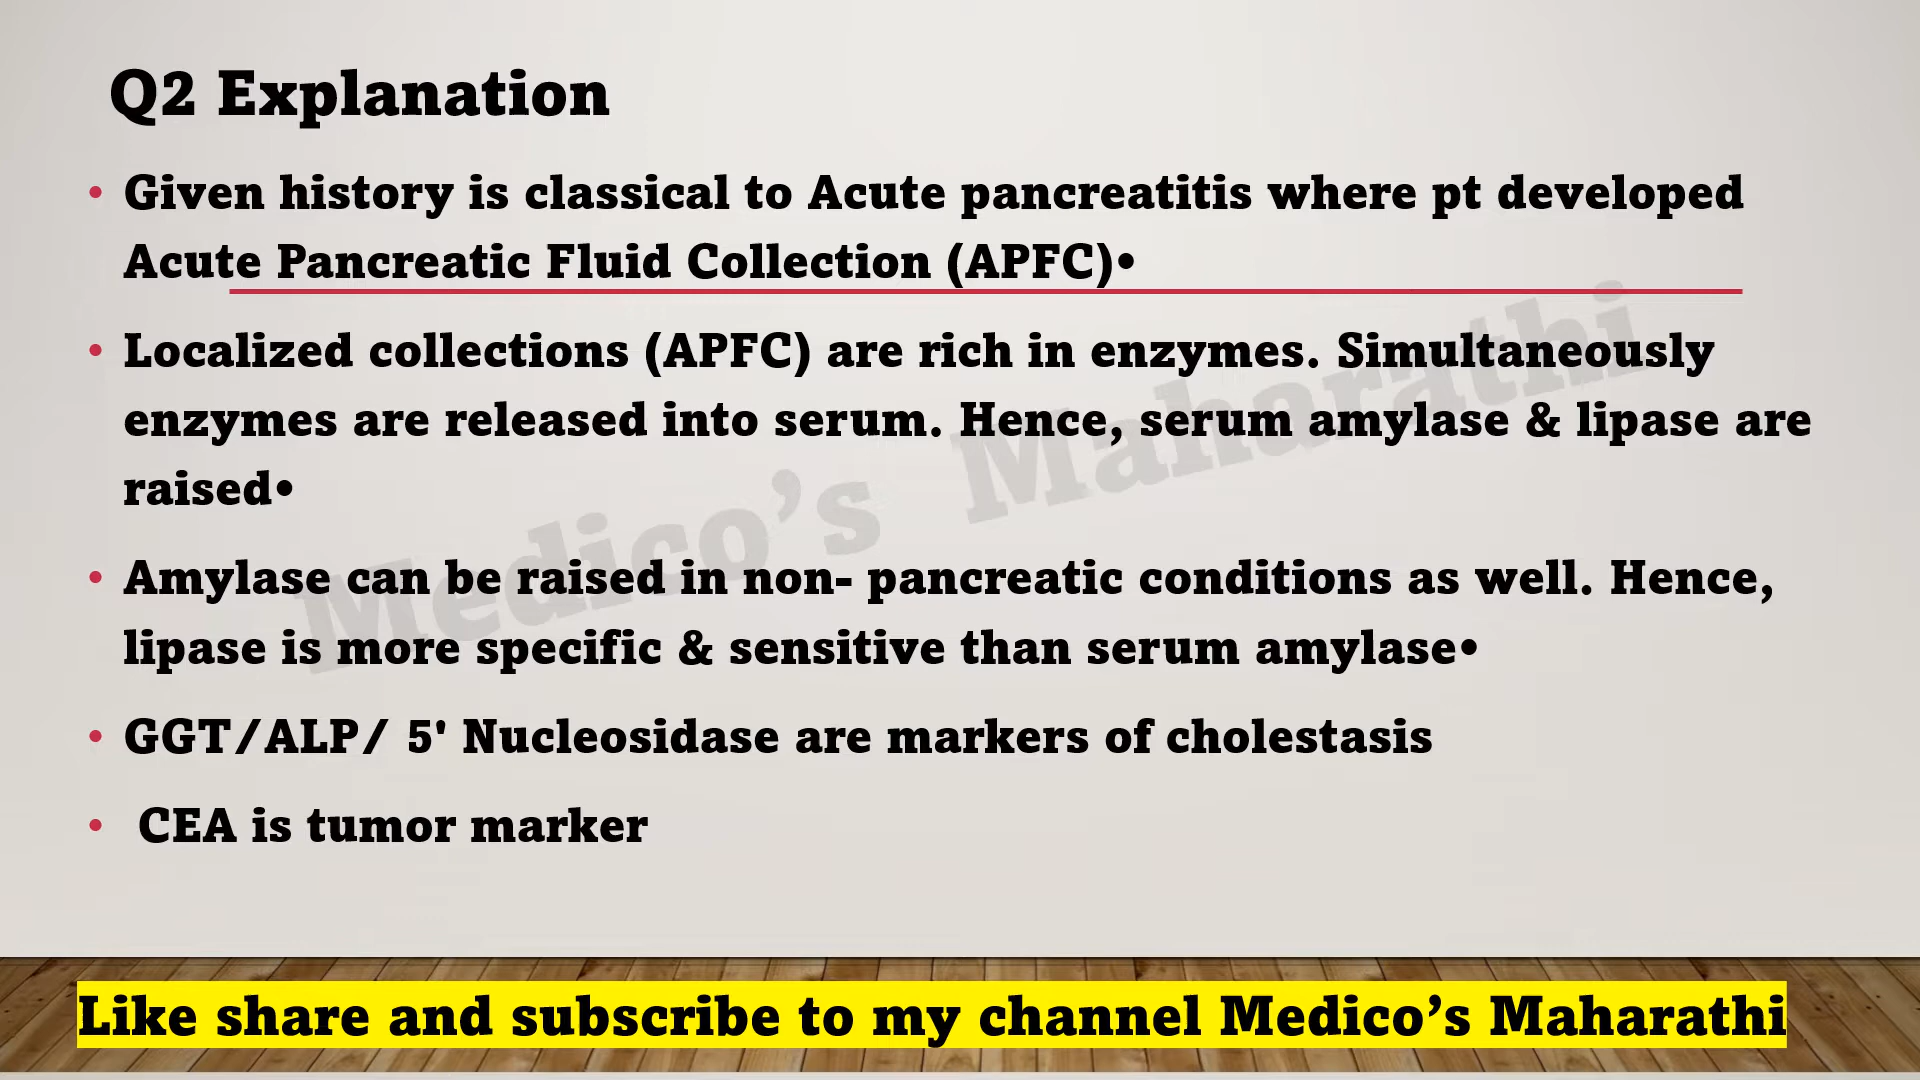 Q2 Explanation
• Given history is classical to Acute pancreatitis where pt developed
Acute Pancreatic Fluid Collection (APFC)•
• Localized collections (APFC) are rich in enzymes. Simultaneously
enzymes are released into serum. Hence, serum amylase & lipase are
raised•
• Amylase can be raised in non- pancreatic conditions as well. Hence,
lipase is more specific & sensitive than serum amylase•
• GGT/ALP/ 5' Nucleosidase are markers of cholestasis
• CEA is tumor marker
Medico’s Maharathi
Like share and subscribe to my channel Medico’s Maharathi